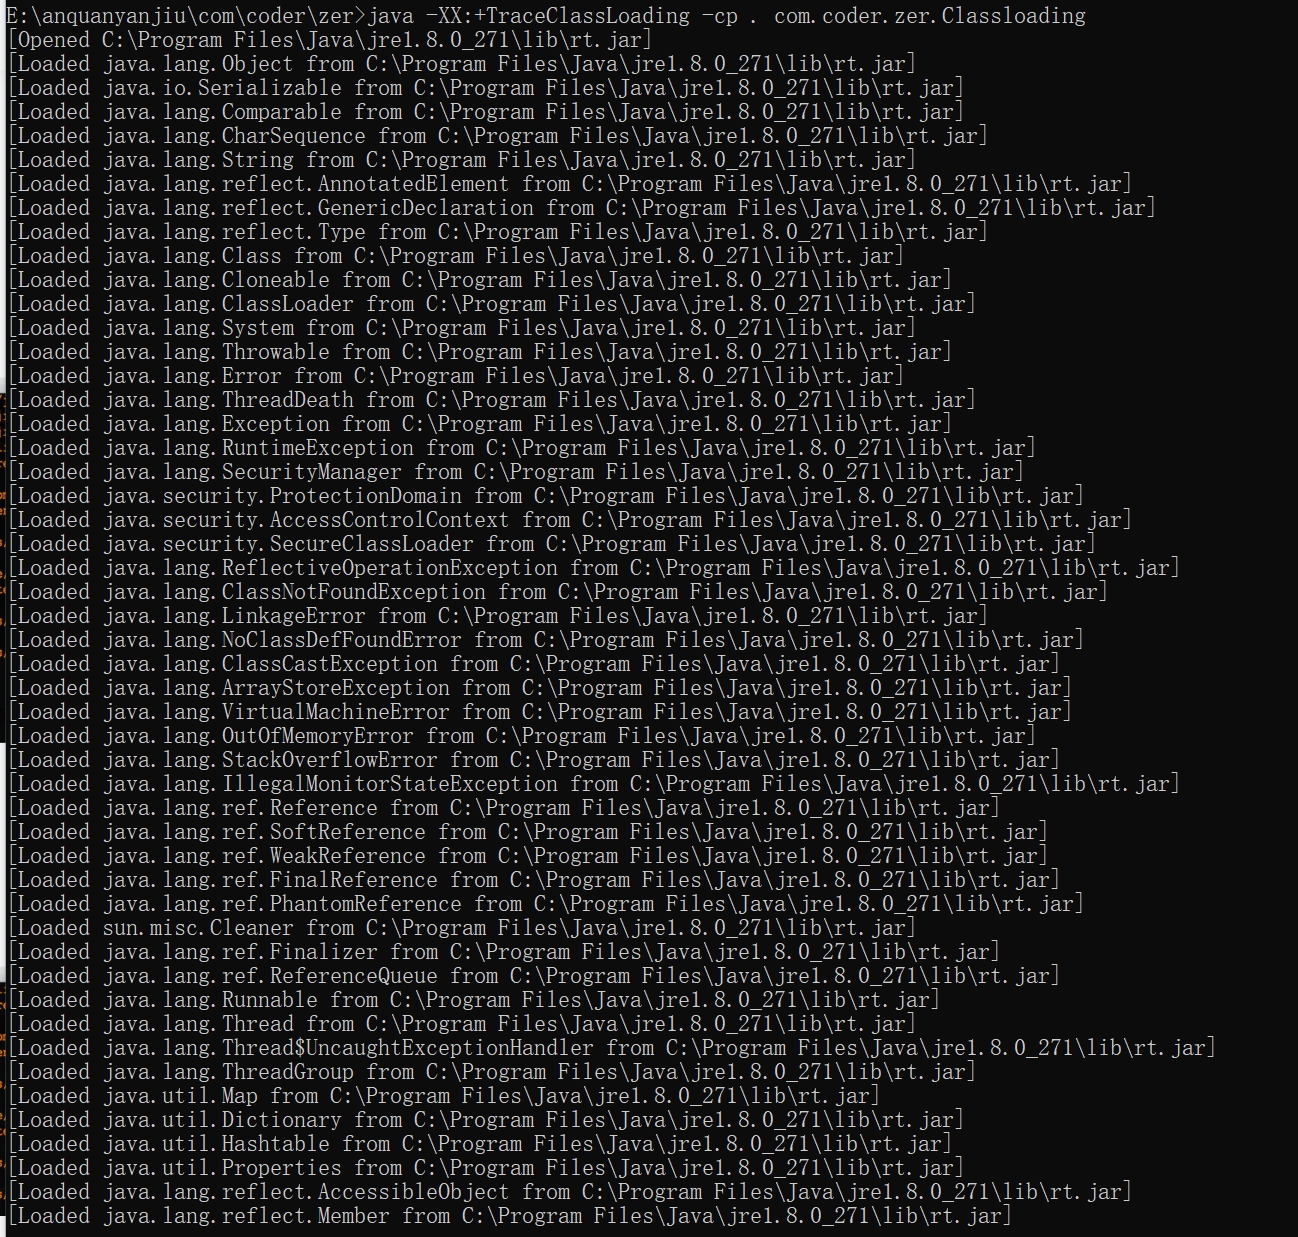 E:\anquanyanjiu\com\coder\zer>java -XX:+TraceClassLoading -cp . com.coder.zer.Classloading
[Opened C:\Program Files\Java\jre1.8.0_271\lib\rt.jar]
[Loaded java.lang.Object from C:\Program Files\Java\jre1.8.0_271\lib\rt.jar]
[Loaded java.io.Serializable from C:\Program Files\Java\jre1.8.0_271\lib\rt.jar]
[Loaded java.lang.Comparable from C:\Program Files\Java\jre1.8.0_271\lib\rt.jar]
[Loaded java.lang.CharSequence from C:\Program Files\Java\jre1.8.0_271\lib\rt.jar]
[Loaded java.lang.String from C:\Program Files\Java\jre1.8.0_271\lib\rt.jar]
[Loaded java.lang.reflect.AnnotatedElement from C:\Program Files\Java\jre1.8.0_271\lib\rt.jar]
[Loaded java.lang.reflect.GenericDeclaration from C:\Program Files\Java\jre1.8.0_271\lib\rt.jar]
[Loaded java.lang.reflect.Type from C:\Program Files\Java\jre1.8.0_271\lib\rt.jar]
[Loaded java.lang.Class from C:\Program Files\Java\jre1.8.0_271\lib\rt.jar]
[Loaded java.lang.Cloneable from C:\Program Files\Java\jre1.8.0_271\lib\rt.jar]
[Loaded java.lang.ClassLoader from C:\Program Files\Java\jre1.8.0_271\lib\rt.jar]
[Loaded java.lang.System from C:\Program Files\Java\jre1.8.0_271\lib\rt.jar]
[Loaded java.lang.Throwable from C:\Program Files\Java\jre1.8.0_271\lib\rt.jar]
[Loaded java.lang.Error from C:\Program Files\Java\jre1.8.0_271\lib\rt.jar]
[Loaded java.lang.ThreadDeath from C:\Program Files\Java\jre1.8.0_271\lib\rt.jar]
[Loaded java.lang.Exception from C:\Program Files\Java\jre1.8.0_271\lib\rt.jar]
[Loaded java.lang.RuntimeException from C:\Program Files\Java\jre1.8.0_271\lib\rt.jar]
[Loaded java.lang.SecurityManager from C:\Program Files\Java\jre1.8.0_271\lib\rt.jar]
[Loaded java.security.ProtectionDomain from C:\Program Files\Java\jre1.8.0_271\lib\rt.jar]
[Loaded java.security.AccessControlContext from C:\Program Files\Java\jre1.8.0_271\lib\rt.jar]
[Loaded java.security.SecureClassLoader from C:\Program Files\Java\jre1.8.0_271\lib\rt.jar]
[Loaded java.lang.ReflectiveOperationException from C:\Program Files\Java\jre1.8.0_271\lib\rt.jar]
[Loaded java.lang.ClassNotFoundException from C:\Program Files\Java\jre1.8.0_271\lib\rt.jar]
[Loaded java.lang.LinkageError from C:\Program Files\Java\jre1.8.0_271\lib\rt.jar]
[Loaded java.lang.NoClassDefFoundError from C:\Program Files\Java\jre1.8.0_271\lib\rt.jar]
[Loaded java.lang.ClassCastException from C:\Program Files\Java\jre1.8.0_271\lib\rt.jar]
[Loaded java.lang.ArrayStoreException from C:\Program Files\Java\jre1.8.0_271\lib\rt.jar]
[Loaded java.lang.VirtualMachineError from C:\Program Files\Java\jre1.8.0_271\lib\rt.jar]
[Loaded java.lang.OutOfMemoryError from C:\Program Files\Java\jre1.8.0_271\lib\rt.jar]
[Loaded java.lang.StackOverflowError from C:\Program Files\Java\jre1.8.0_271\lib\rt.jar]
[Loaded java.lang.IllegalMonitorStateException from C:\Program Files\Java\jre1.8.0_271\lib\rt.jar]
[Loaded java.lang.ref.Reference from C:\Program Files\Java\jre1.8.0_271\lib\rt.jar]
[Loaded java.lang.ref.SoftReference from C:\Program Files\Java\jre1.8.0_271\lib\rt.jar]
[Loaded java.lang.ref.WeakReference from C:\Program Files\Java\jre1.8.0_271\lib\rt.jar]
[Loaded java.lang.ref.FinalReference from C:\Program Files\Java\jre1.8.0_271\lib\rt.jar]
[Loaded java.lang.ref.PhantomReference from C:\Program Files\Java\jre1.8.0_271\lib\rt.jar]
[Loaded sun.misc.Cleaner from C:\Program Files\Java\jre1.8.0_271\lib\rt.jar]
[Loaded java.lang.ref.Finalizer from C:\Program Files\Java\jre1.8.0_271\lib\rt.jar]
[Loaded java.lang.ref.ReferenceQueue from C:\Program Files\Java\jre1.8.0_271\lib\rt.jar]
[Loaded java.lang.Runnable from C:\Program Files\Java\jre1.8.0_271\lib\rt.jar]
[Loaded java.lang.Thread from C:\Program Files\Java\jre1.8.0_271\lib\rt.jar]
[Loaded java.lang.Thread$UncaughtExceptionHandler from C:\Program Files\Java\jre1.8.0_271\lib\rt.jar]
[Loaded java.lang.ThreadGroup from C:\Program Files\Java\jre1.8.0_271\lib\rt.jar]
[Loaded java.util.Map from C:\Program Files\Java\jre1.8.0_271\lib\rt.jar]
[Loaded java.util.Dictionary from C:\Program Files\Java\jre1.8.0_271\lib\rt.jar]
[Loaded java.util.Hashtable from C:\Program Files\Java\jre1.8.0_271\lib\rt.jar]
[Loaded java.util.Properties from C:\Program Files\Java\jre1.8.0_271\lib\rt.jar]
[Loaded java.lang.reflect.AccessibleObject from C:\Program Files\Java\jre1.8.0_271\lib\rt.jar]
[Loaded java.lang.reflect.Member from C:\Program Files\Java\jre1.8.0_271\lib\rt.jar]